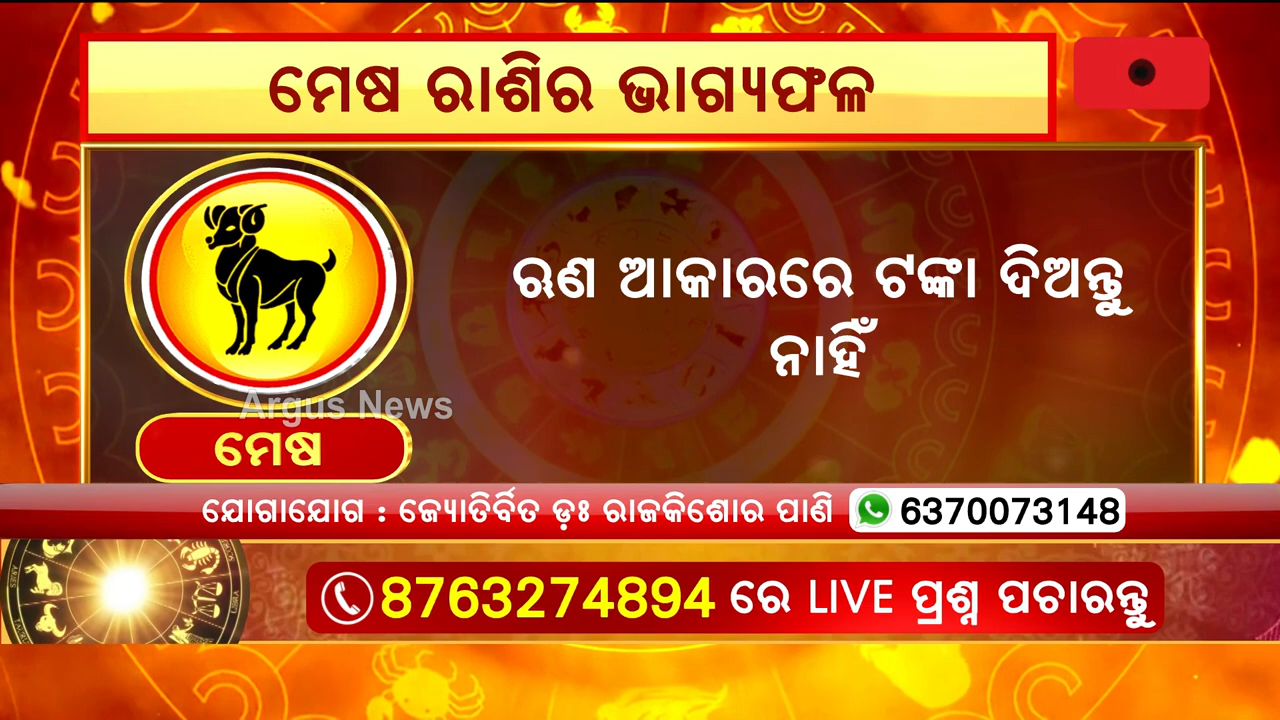 ମେଷ ରାଶିର ଭାଗ୍ୟଫଳ
ଋଣ ଆକାରରେ ଟଙ୍କା ଦିଅନ୍ତୁ
ନାହିଁ
Argus News
ମେଷ
ଯୋଗାଯୋଗ : ଜ୍ୟୋତିର୍ବିତ ଡ଼ଃ ରାଜକିଶୋର ପାଣି 6370073148
8763274894 ରେ LIVE ପ୍ରଶ୍ନ ପଚାରନ୍ତୁ